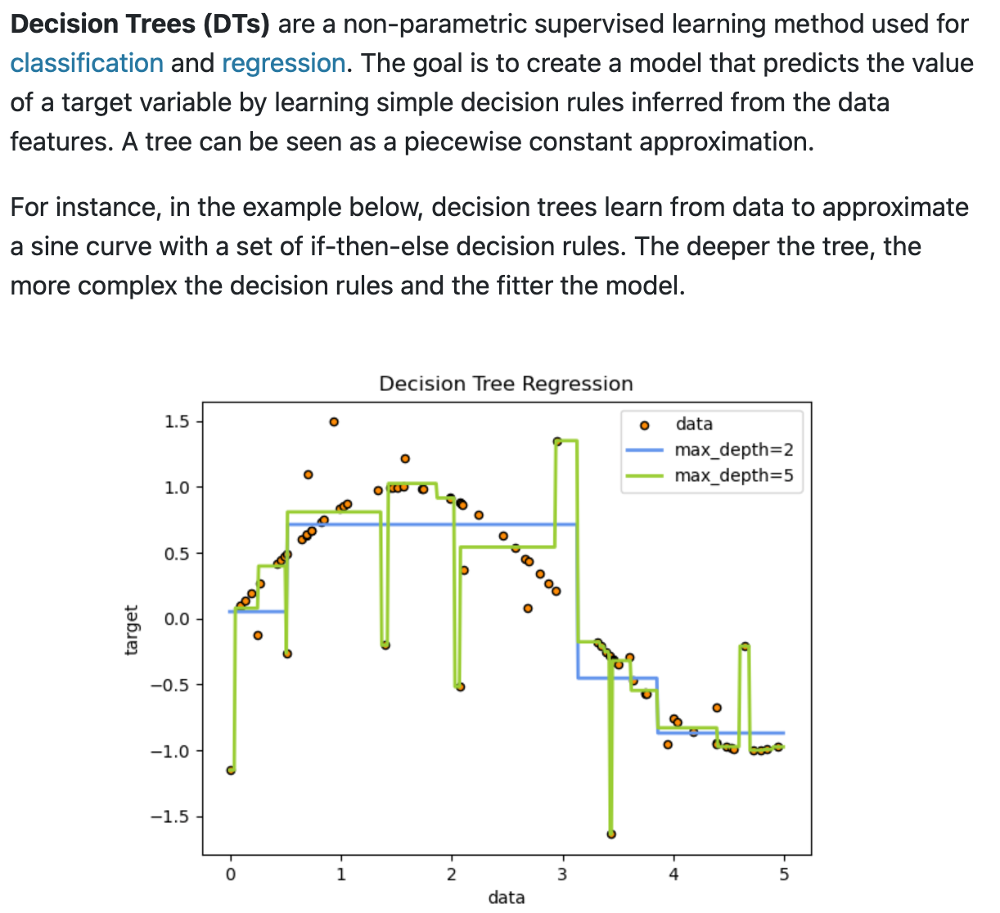 Decision Trees (DTs) are a non-parametric supervised learning method used for
classification and regression. The goal is to create a model that predicts the value
of a target variable by learning simple decision rules inferred from the data
features. A tree can be seen as a piecewise constant approximation.
For instance, in the example below, decision trees learn from data to approximate
a sine curve with a set of if-then-else decision rules. The deeper the tree, the
more complex the decision rules and the fitter the model.
Decision Tree Regression
data
max_depth=2
max_depth=5
1.5
1.0
0.5
0.0
−0.5
−1.0
−1.5
target
0 1 2 3 4 5
data